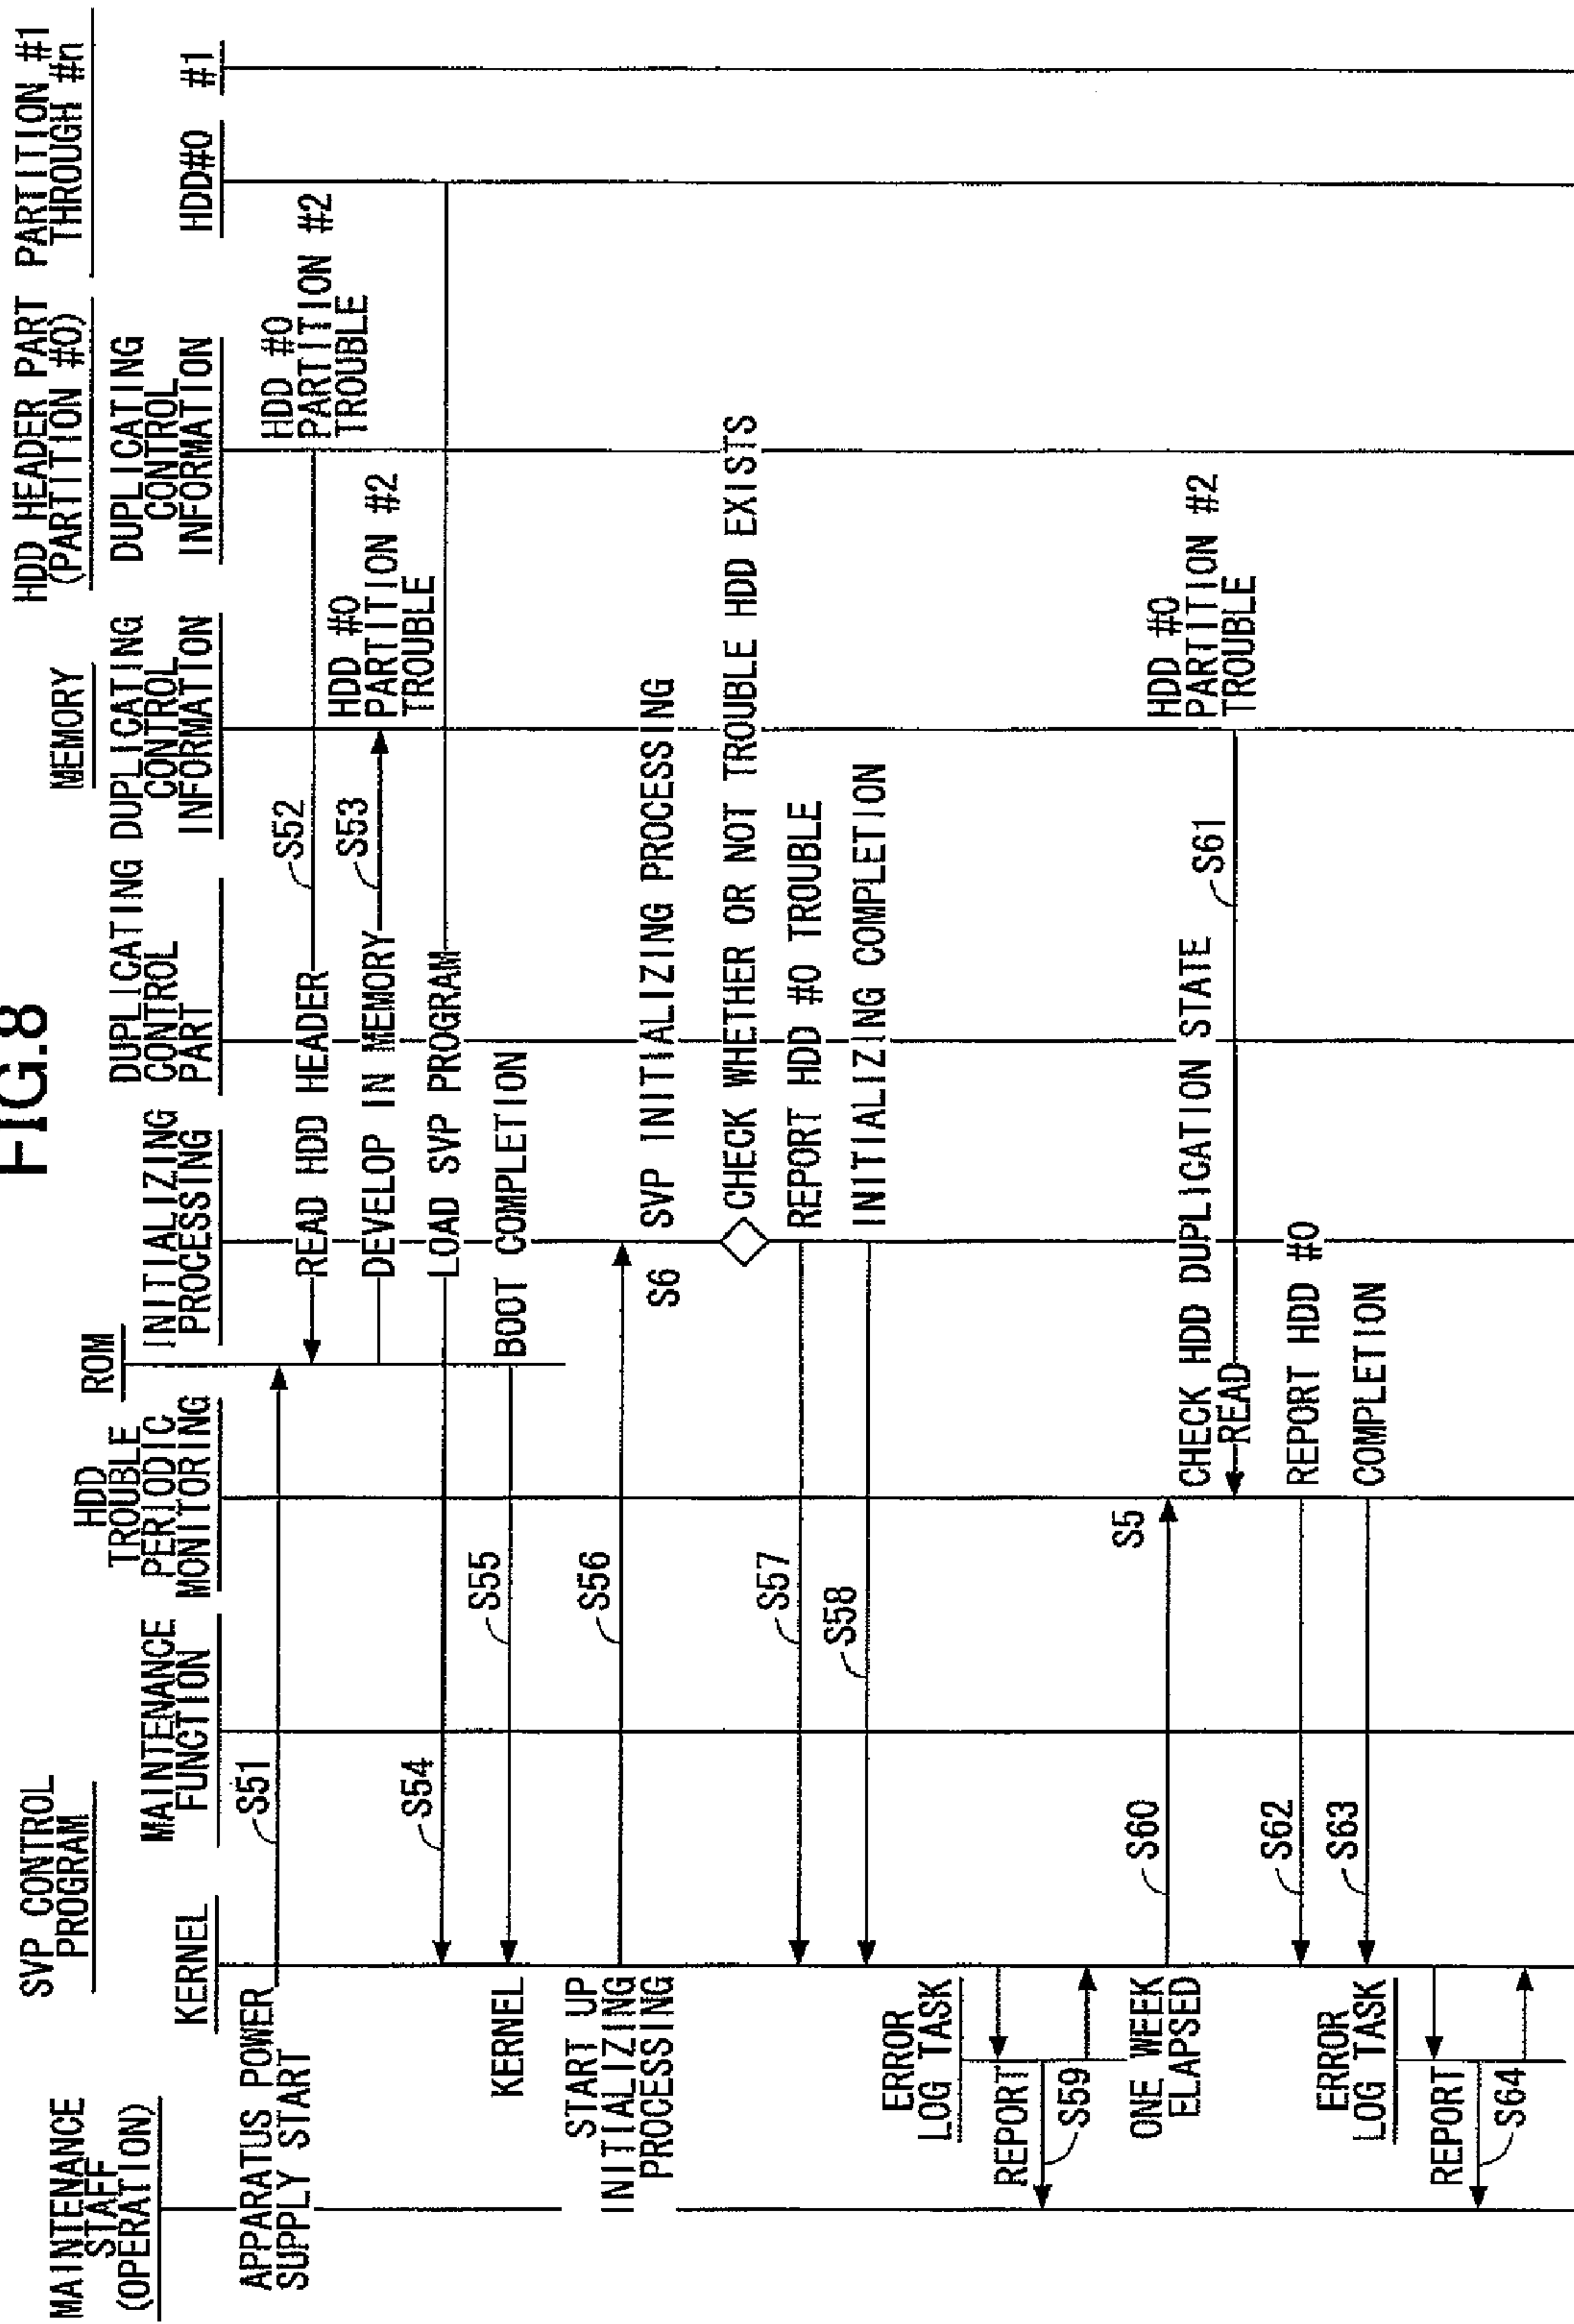 FIG.8
MAINTENANCE
STAFF
(OPERATION)
SVP CONTROL
PROGRAM
KERNEL
MAINTENANCE
FUNCTION
HDD
TROUBLE
PERIODIC
MONITORING
ROM
INITIALIZING
PROCESSING
DUPLICATING
CONTROL
PART
MEMORY
DUPLICATING
CONTROL
INFORMATION
HDD HEADER PART
(PARTITION #0)
DUPLICATING
CONTROL
INFORMATION
PARTITION #1
THROUGH #n
HDD#0
#1
APPARATUS POWER
SUPPLY START
S51
READ HDD HEADER
S52
HDD #0
PARTITION #2
TROUBLE
DEVELOP IN MEMORY
S53
HDD #0
PARTITION #2
TROUBLE
S54
LOAD SVP PROGRAM
KERNEL
S55
BOOT COMPLETION
START UP
INITIALIZING
PROCESSING
S56
S6
SVP INITIALIZING PROCESSING
CHECK WHETHER OR NOT TROUBLE HDD EXISTS
S57
REPORT HDD #0 TROUBLE
S58
INITIALIZING COMPLETION
ERROR
LOG TASK
REPORT
S59
ONE WEEK
ELAPSED
S60
S5
CHECK HDD DUPLICATION STATE
READ
S61
HDD #0
PARTITION #2
TROUBLE
S62
REPORT HDD #0
S63
COMPLETION
ERROR
LOG TASK
REPORT
S64